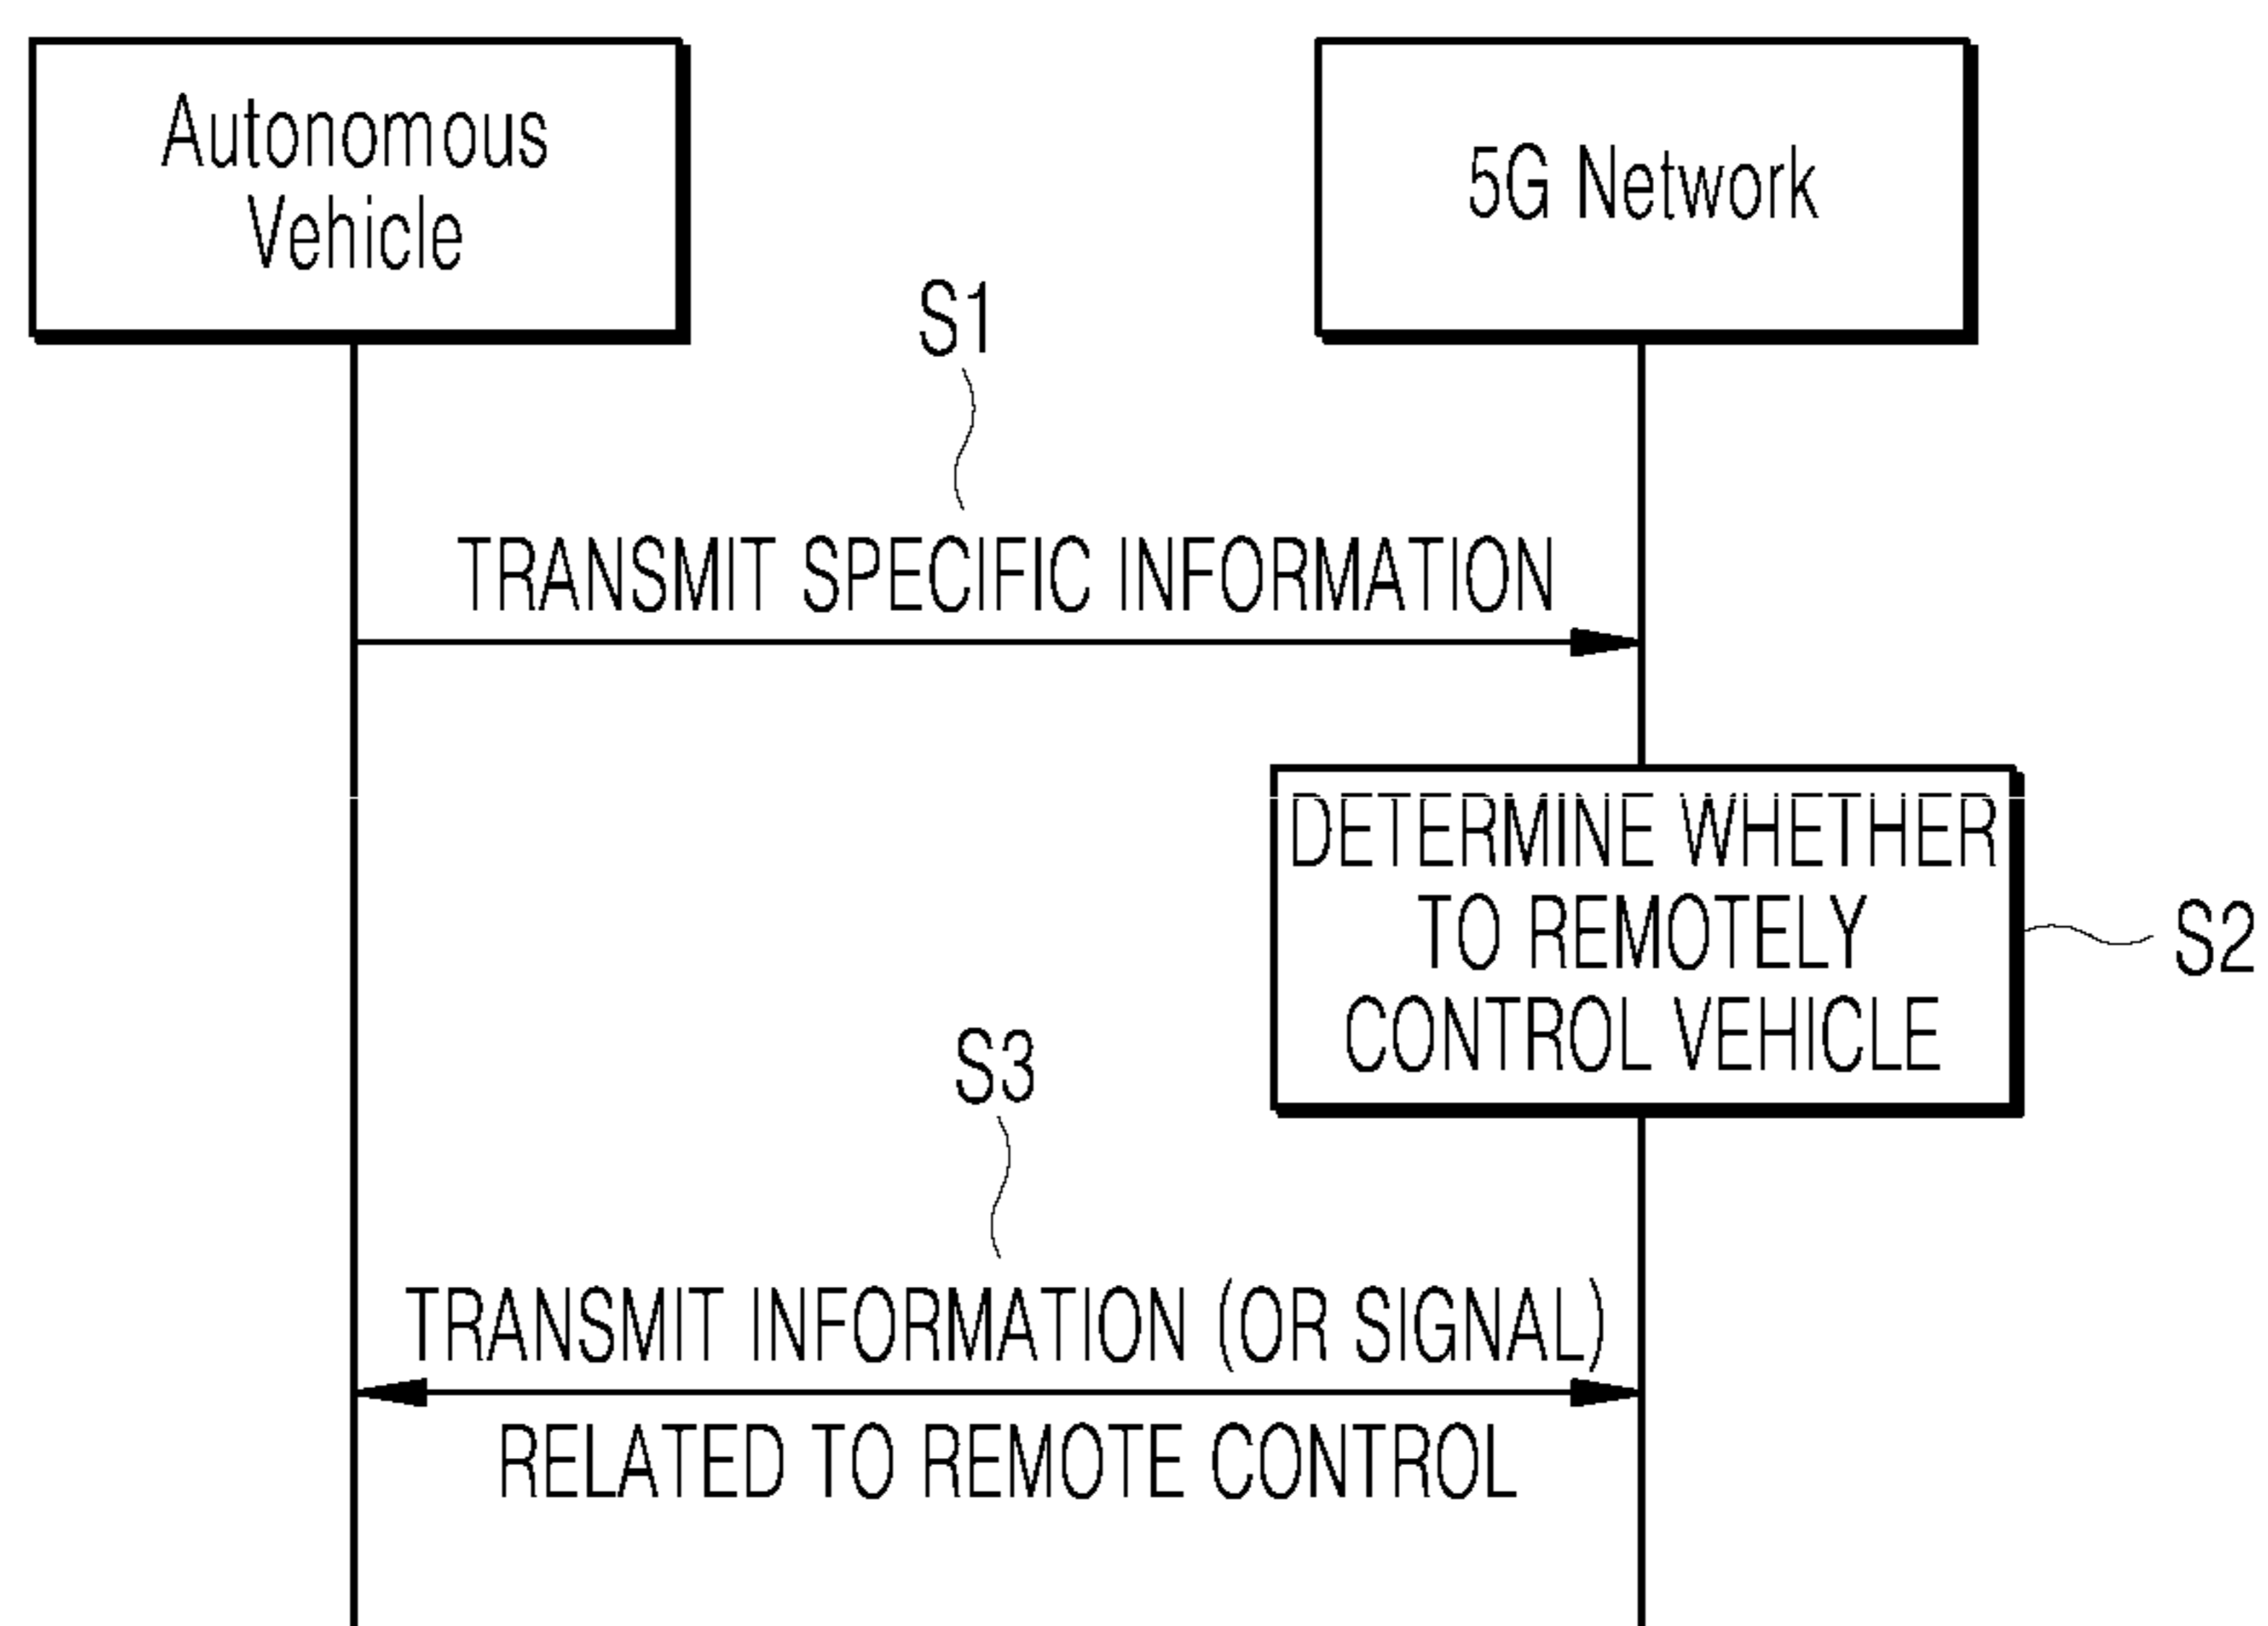 Autonomous
Vehicle
5G Network
S1
TRANSMIT SPECIFIC INFORMATION
DETERMINE WHETHER
TO REMOTELY
CONTROL VEHICLE
S2
S3
TRANSMIT INFORMATION (OR SIGNAL)
RELATED TO REMOTE CONTROL